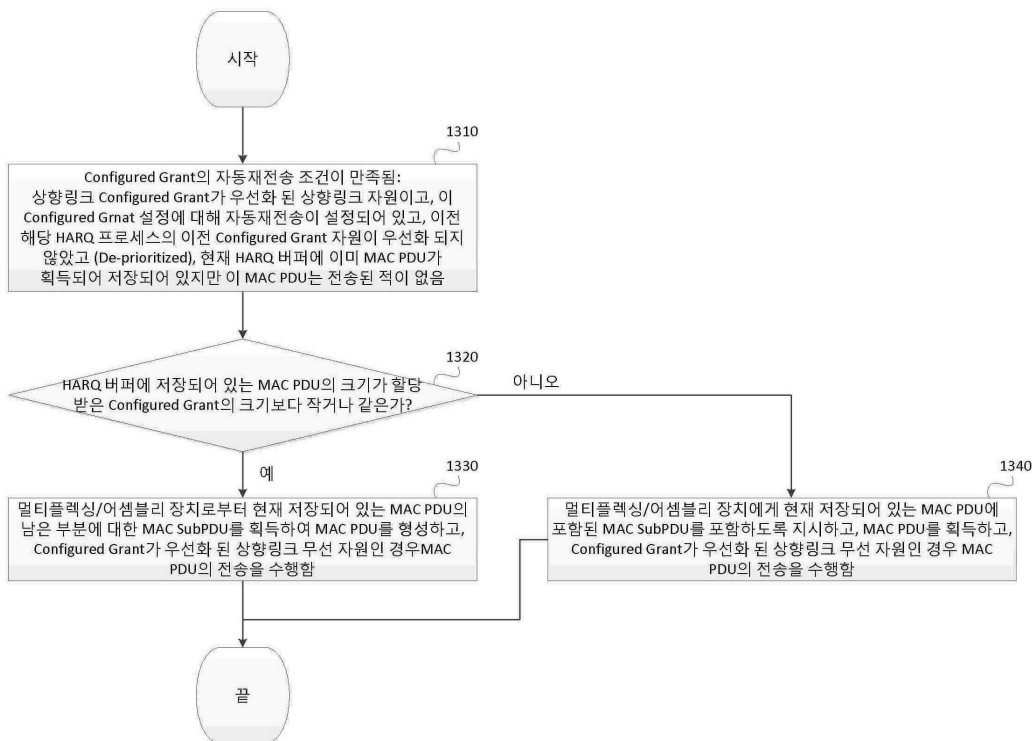 시작
1310
Configured Grant의 자동재전송 조건이 만족됨:
상향링크 Configured Grant가 우선화 된 상향링크 자원이고, 이
Configured Grnat 설정에 대해 자동재전송이 설정되어 있고, 이전
해당 HARQ 프로세스의 이전 Configured Grant 자원이 우선화 되지
않았고 (De-prioritized), 현재 HARQ 버퍼에 이미 MAC PDU가
획득되어 저장되어 있지만 이 MAC PDU는 전송된 적이 없음
1320
HARQ 버퍼에 저장되어 있는 MAC PDU의 크기가 할당
받은 Configured Grant의 크기보다 작거나 같은가?
아니오
예
1330
멀티플렉싱/어셈블리 장치로부터 현재 저장되어 있는 MAC PDU의
남은 부분에 대한 MAC SubPDU를 획득하여 MAC PDU를 형성하고,
Configured Grant가 우선화 된 상향링크 무선 자원인 경우MAC
PDU의 전송을 수행함
1340
멀티플렉싱/어셈블리 장치에게 현재 저장되어 있는 MAC PDU에
포함된 MAC SubPDU를 포함하도록 지시하고, MAC PDU를 획득하고,
Configured Grant가 우선화 된 상향링크 무선 자원인 경우 MAC
PDU의 전송을 수행함
끝